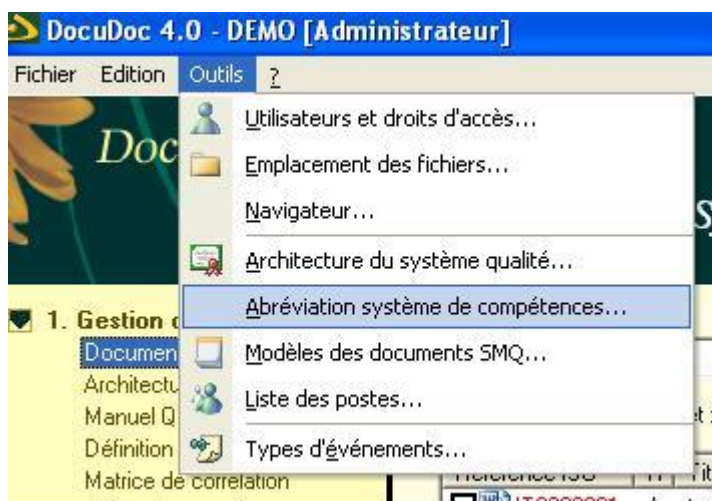 DocuDoc 4.0 - DEMO [Administrateur]
Fichier Edition Outils ?
Doc
Utilisateurs et droits d'accès...
Emplacement des fichiers...
Navigateur...
Architecture du système qualité...
Abréviation système de compétences...
1. Gestion
Modèles des documents SMQ...
Documen
Liste des postes...
Architectu
Manuel Q
Types d'événements...
Définition
Matrice de corrélation